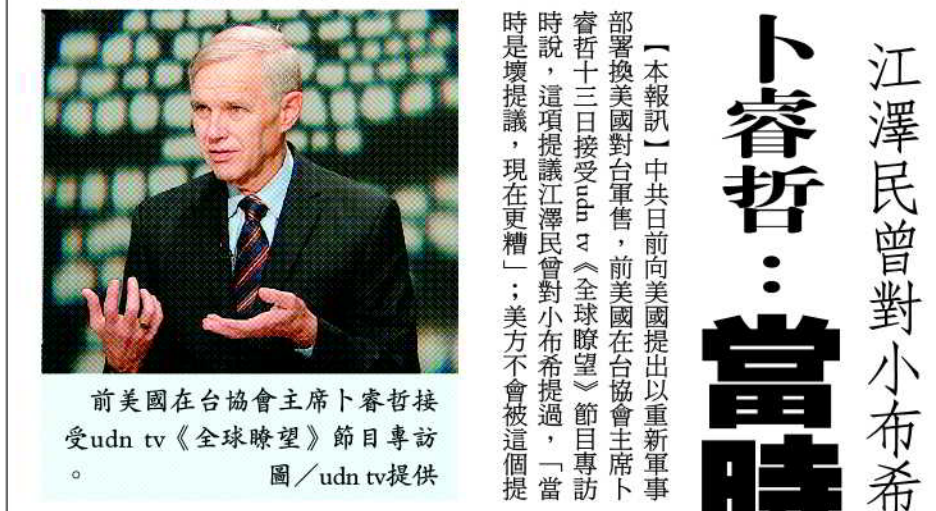 江澤民曾對小布希
卜睿哲：當時
【本報訊】中共日前向美國提出以重新軍事
部署換美國對台軍售，前美國在台協會主席卜
睿哲十三日接受udn tv《全球瞭望》節目專訪
時說，這項提議江澤民曾對小布希提過，「當
時是壞提議，現在更糟」；美方不會被這個提
前美國在台協會主席卜睿哲接
受udn tv《全球瞭望》節目專訪
。　圖／udn tv提供